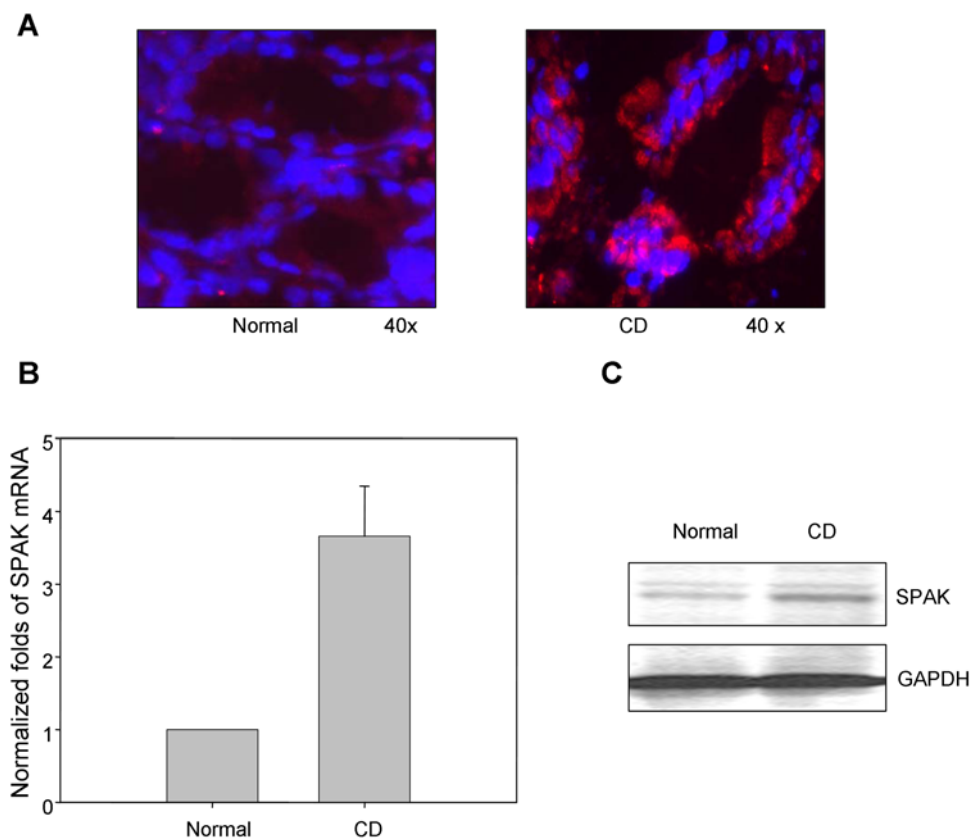 A
Normal 40x
CD 40 x
B
Normalized folds of SPAK mRNA
5
4
3
2
1
0
Normal CD
C
Normal CD
SPAK
GAPDH